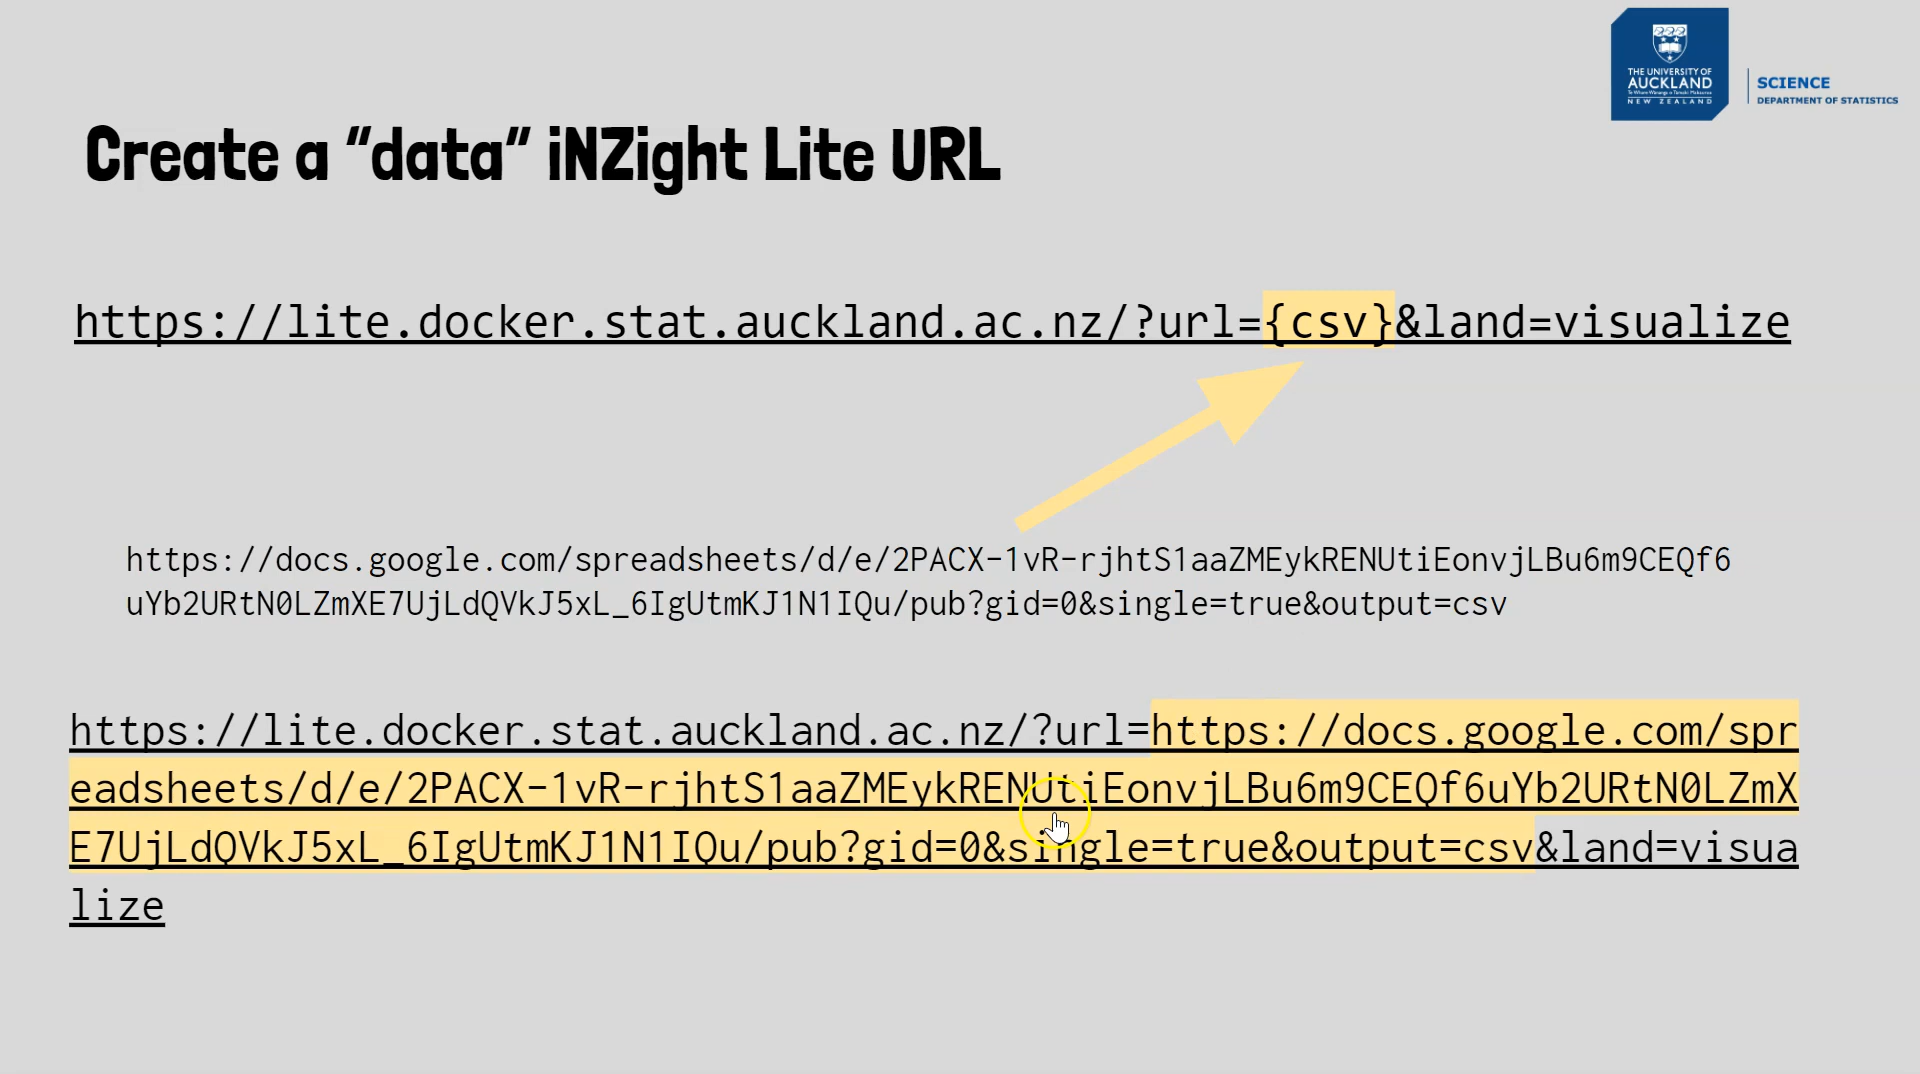 THE UNIVERSITY OF
AUCKLAND
NEW ZEALAND
SCIENCE
DEPARTMENT OF STATISTICS
Create a “data” iNZight Lite URL
https://lite.docker.stat.auckland.ac.nz/?url={csv}&land=visualize
https://docs.google.com/spreadsheets/d/e/2PACX-1vR-rjhtS1aaZMEykRENUtiEonvjLBu6m9CEQf6
uYb2URtN0LZmXE7UjLdQVkJ5xL_6IgUtmKJ1N1IQu/pub?gid=0&single=true&output=csv
https://lite.docker.stat.auckland.ac.nz/?url=https://docs.google.com/spr
eadsheets/d/e/2PACX-1vR-rjhtS1aaZMEykRENUtiEonvjLBu6m9CEQf6uYb2URtN0LZmX
E7UjLdQVkJ5xL_6IgUtmKJ1N1IQu/pub?gid=0&single=true&output=csv&land=visua
lize